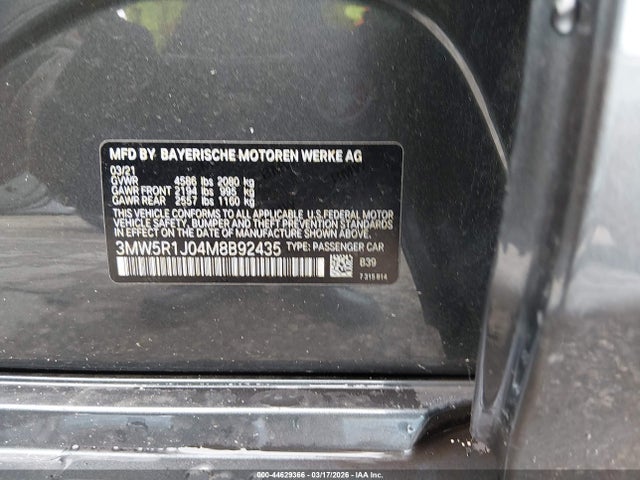 MFD BY BAYERISCHE MOTOREN WERKE AG
03/21
GVWR 4586 lbs 2080 kg
GAWR FRONT 2194 lbs 995 kg
GAWR REAR 2557 lbs 1160 kg
THIS VEHICLE CONFORMS TO ALL APPLICABLE U.S.FEDERAL MOTOR
VEHICLE SAFETY, BUMPER AND THEFT PREVENTION STANDARDS
IN EFFECT ON THE DATE OF MANUFACTURE SHOWN ABOVE.
3MW5R1J04M8B92435 TYPE: PASSENGER CAR
B39
7 315 814
000-44629366 - 03/17/2026 - IAA Inc.